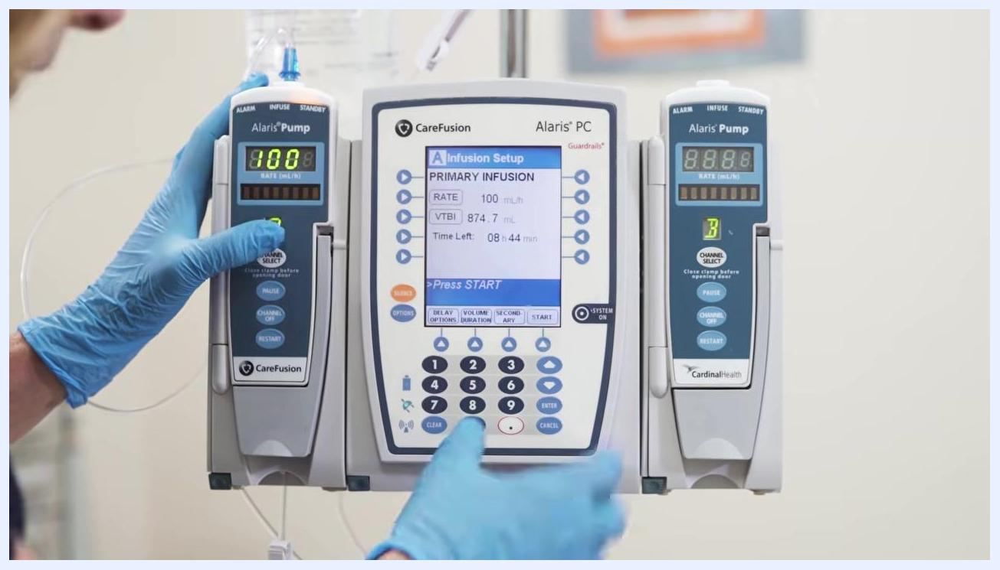 ALARM INFUSE STANDBY
Alaris® Pump
100
RATE (mL/h)
CHANNEL
SELECT
Close clamp before
opening door
PAUSE
CHANNEL
OFF
RESTART
CareFusion
CareFusion
Alaris® PC
Guardrails®
A Infusion Setup
PRIMARY INFUSION
RATE 100 mL/h
VTBI 874.7 mL
Time Left: 08 h 44 min
>Press START
DELAY
OPTIONS
VOLUME
DURATION
SECOND-
ARY
START
SILENCE
OPTIONS
SYSTEM
ON
1 2 3
4 5 6 
7 8 9 ENTER
CLEAR . CANCEL
ALARM INFUSE STANDBY
Alaris® Pump
RATE (mL/h)
B
CHANNEL
SELECT
Close clamp before
opening door
PAUSE
CHANNEL
OFF
RESTART
CardinalHealth